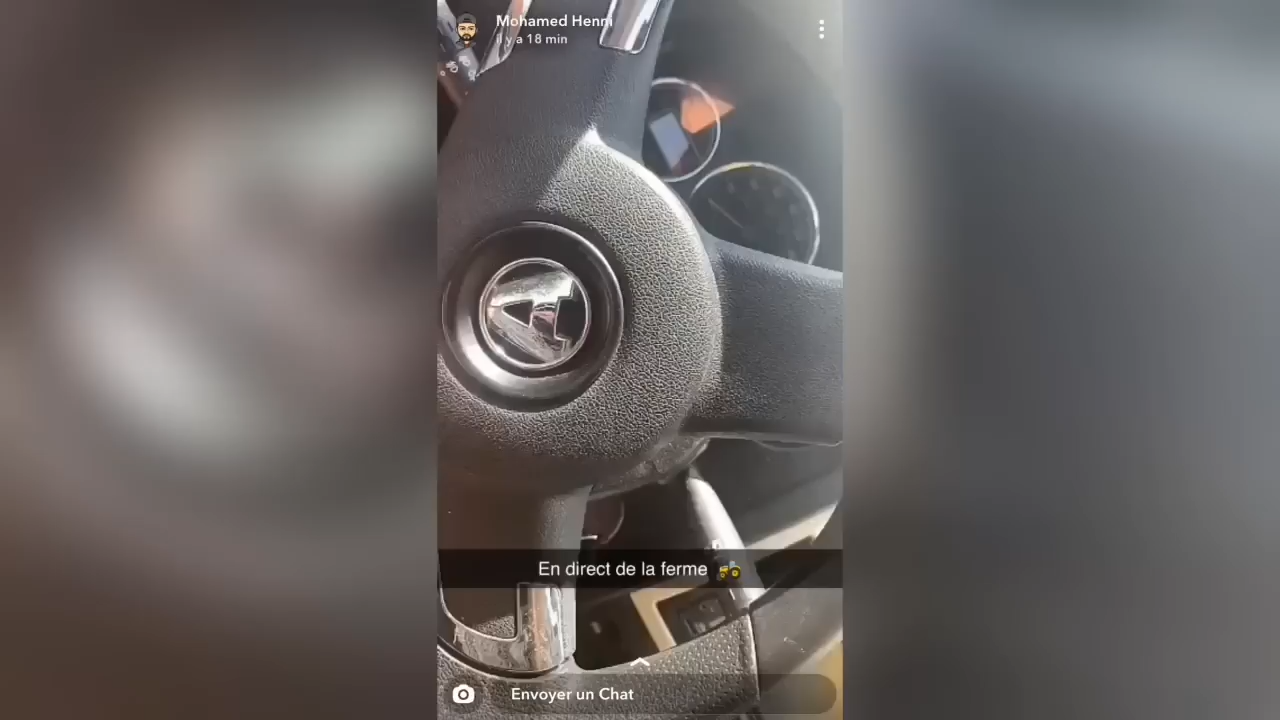 Mohamed Henni
il y a 18 min
En direct de la ferme 🚜
Envoyer un Chat